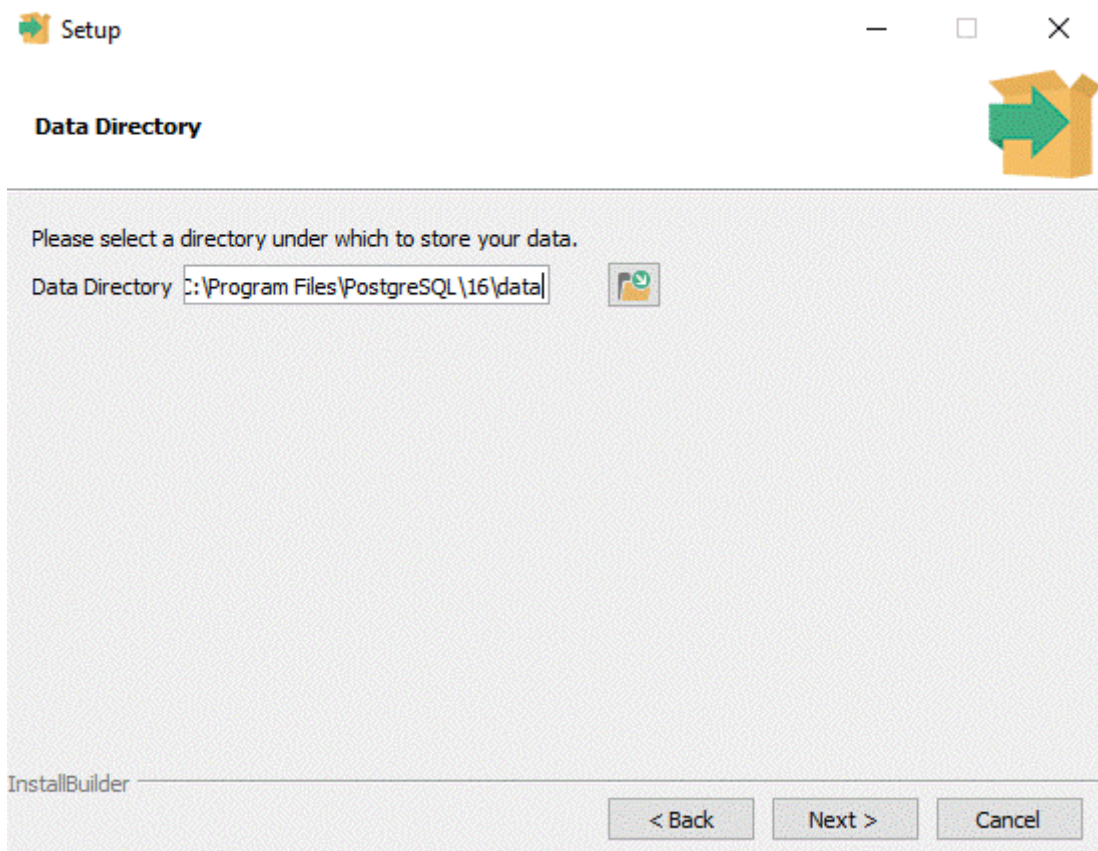 Setup
Data Directory
Please select a directory under which to store your data.
Data Directory C:\Program Files\PostgreSQL\16\data
InstallBuilder
< Back Next > Cancel